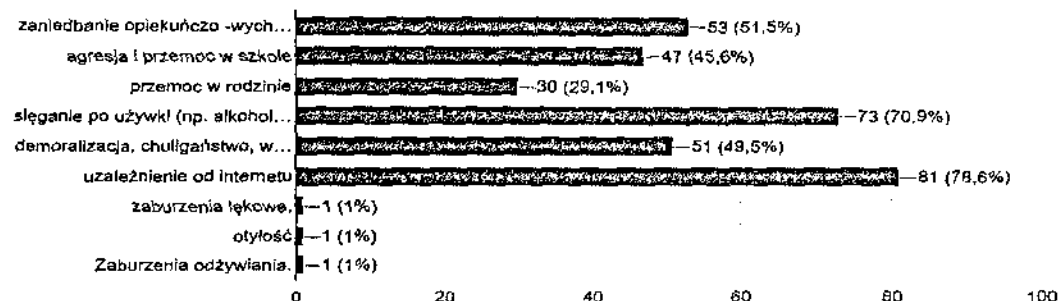 zaniedbanie opiekuńczo -wych... 53 (51,5%)
agresja i przemoc w szkole 47 (45,6%)
przemoc w rodzinie 30 (29,1%)
sięganie po używki (np. alkohol... 73 (70,9%)
demoralizacja, chuligaństwo, w... 51 (49,5%)
uzależnienie od internetu 81 (78,6%)
zaburzenia lękowe. 1 (1%)
otyłość 1 (1%)
Zaburzenia odżywiania. 1 (1%)
0 20 40 60 80 100